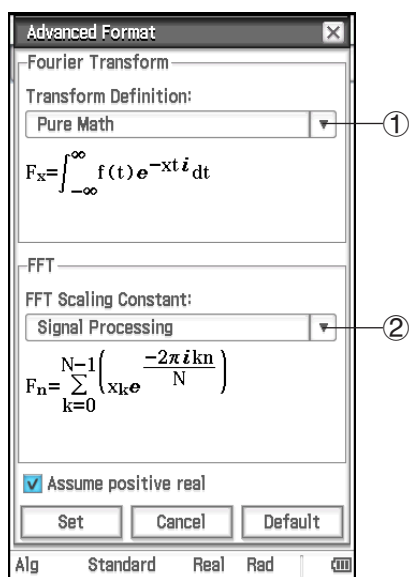 Advanced Format
Fourier Transform
Transform Definition:
Pure Math
①
Fx=∫−∞∞ f(t)e−xti dt
FFT
FFT Scaling Constant:
Signal Processing
②
Fn=∑k=0N−1(xke−2πikn/N)
Assume positive real
Set Cancel Default
Alg Standard Real Rad